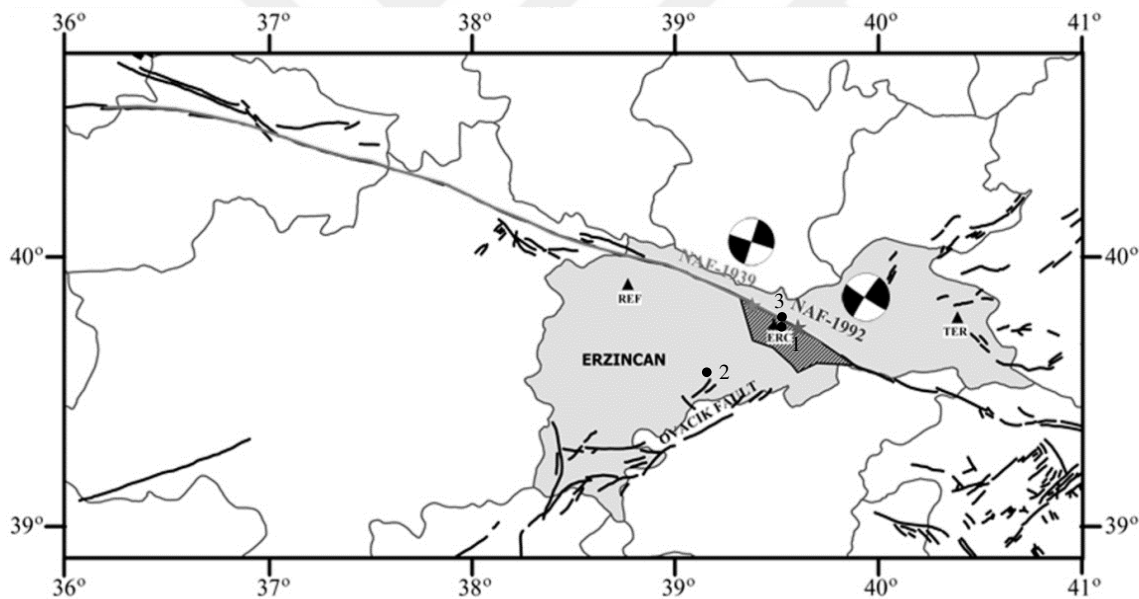 36° 37° 38° 39° 40° 41°
40° 40°
NAF-1939
REF
3
NAF-1992
TER
ERC
1
ERZINCAN
2
OVACIK FAULT
39° 39°
36° 37° 38° 39° 40° 41°